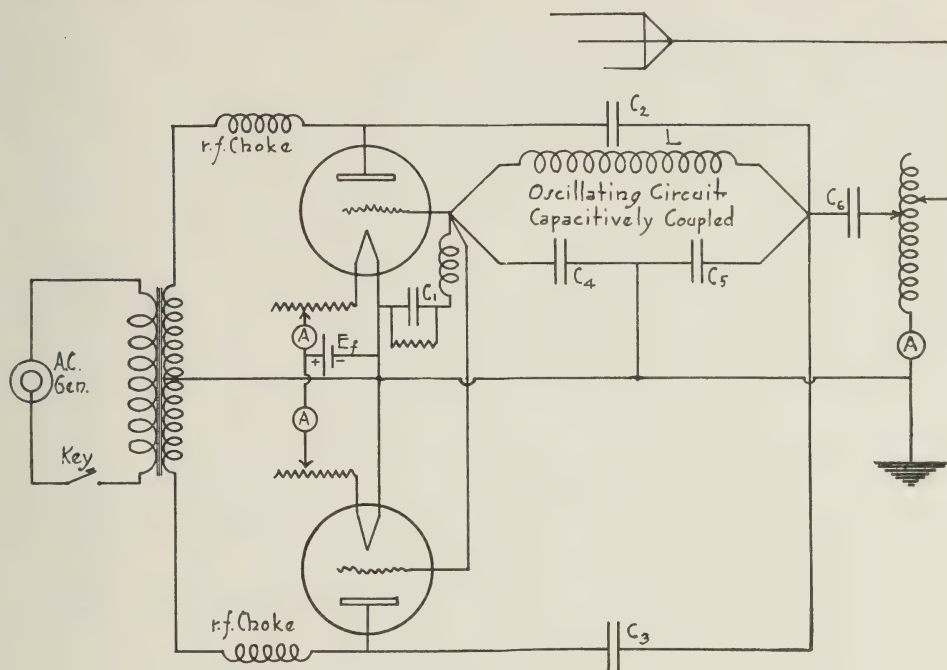 C2
r.f. Choke
L
Oscillating Circuit
Capacitively Coupled
C6
C4
C5
C1
A
+
Ef
-
A.C.
Gen.
A
A
Key
r.f. Choke
C3